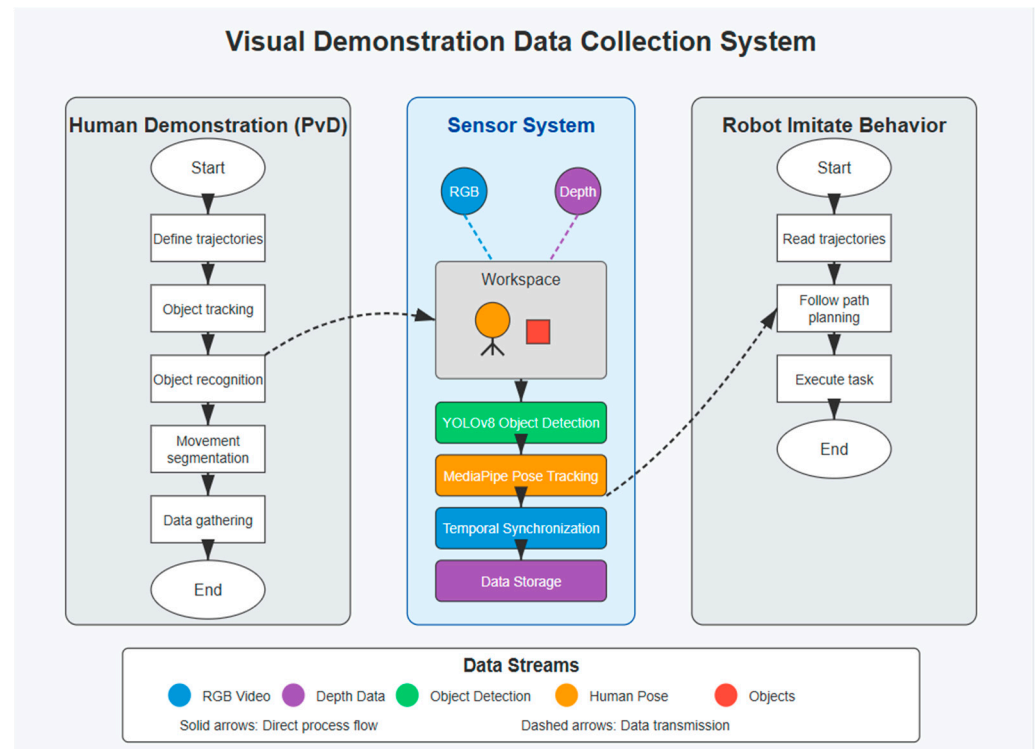 Visual Demonstration Data Collection System
Human Demonstration (PvD)
Start
Define trajectories
Object tracking
Object recognition
Movement
segmentation
Data gathering
End
Sensor System
RGB
Depth
Workspace
YOLOv8 Object Detection
MediaPipe Pose Tracking
Temporal Synchronization
Data Storage
Robot Imitate Behavior
Start
Read trajectories
Follow path
planning
Execute task
End
Data Streams
RGB Video
Depth Data
Object Detection
Human Pose
Objects
Solid arrows: Direct process flow
Dashed arrows: Data transmission